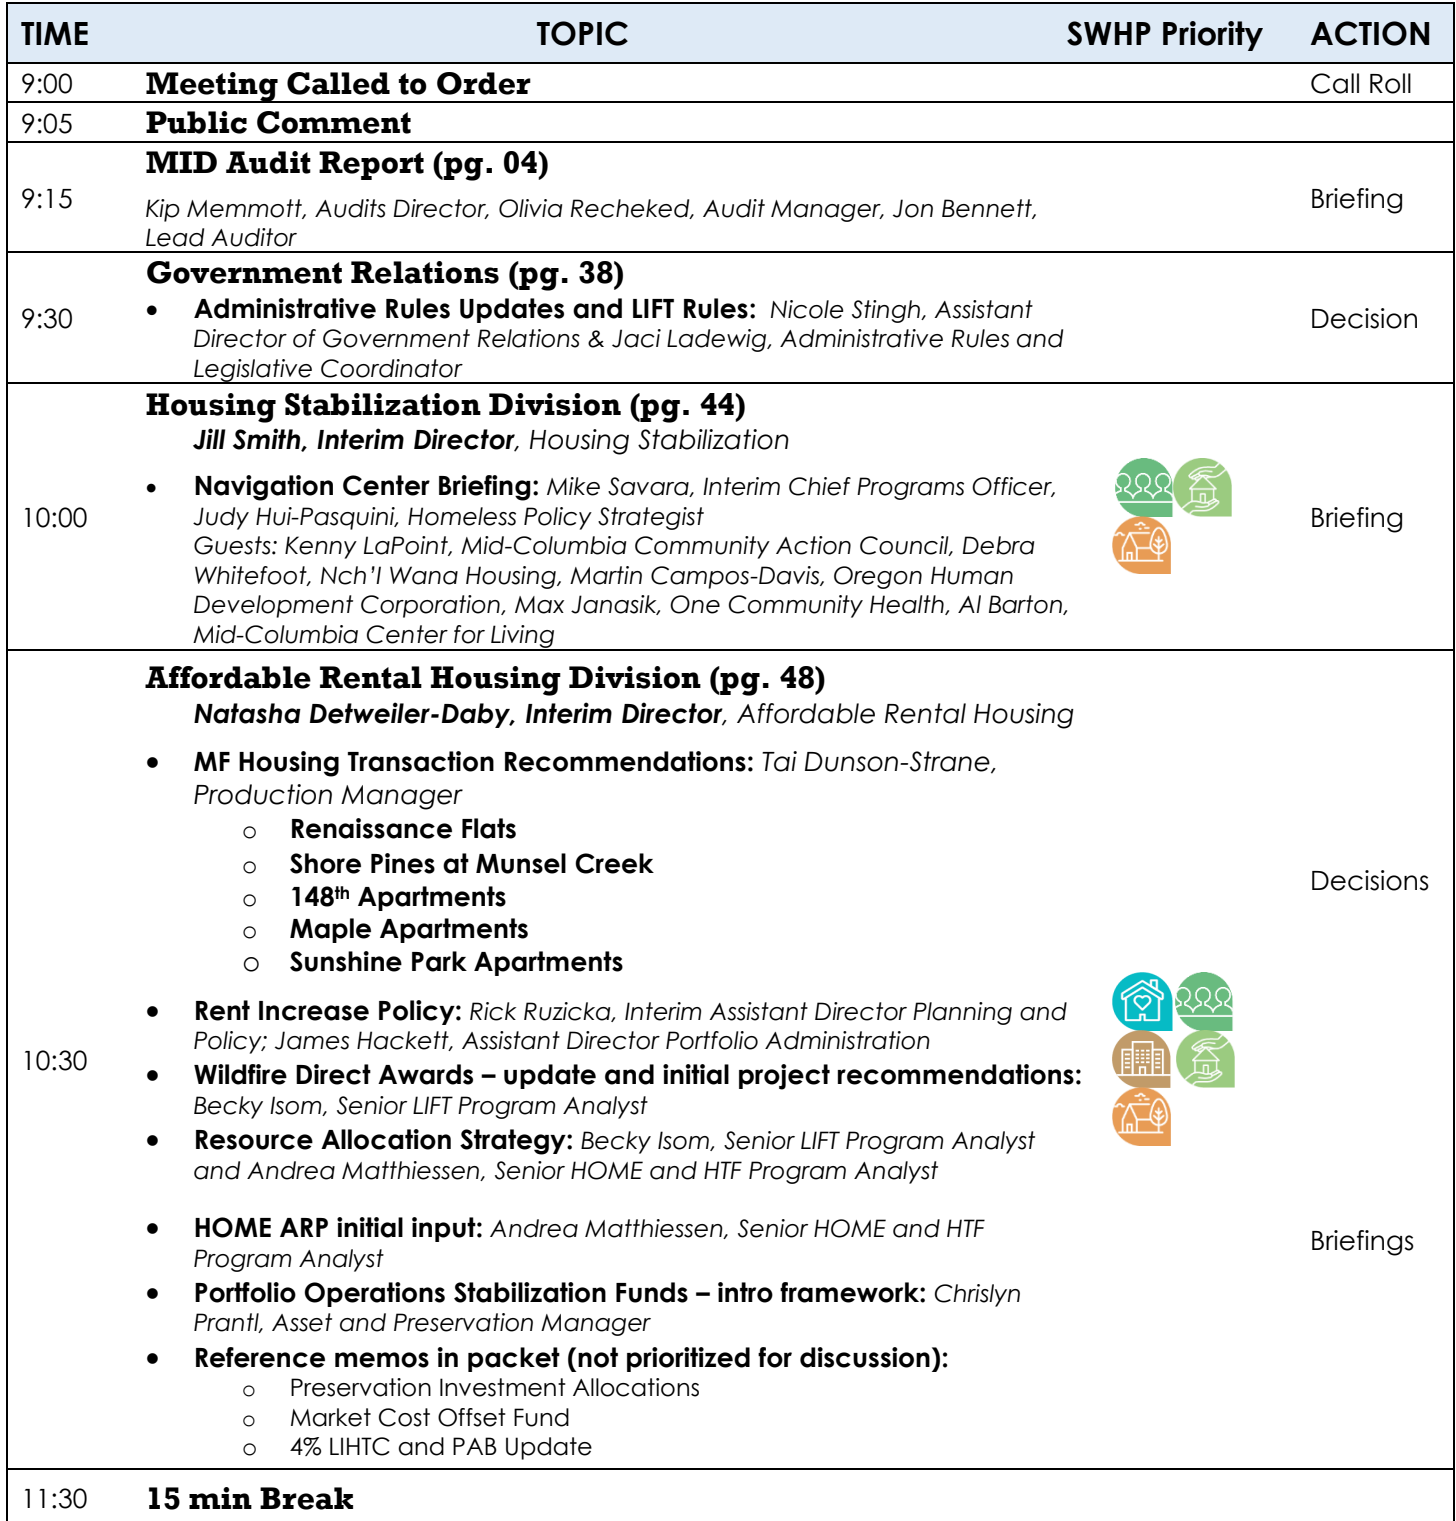 TIME TOPIC SWHP Priority ACTION
9:00 Meeting Called to Order Call Roll
9:05 Public Comment
MID Audit Report (pg. 04)
9:15 Briefing
Kip Memmott, Audits Director, Olivia Recheked, Audit Manager, Jon Bennett,
Lead Auditor
Government Relations (pg. 38)
9:30 Decision
• Administrative Rules Updates and LIFT Rules: Nicole Stingh, Assistant
Director of Government Relations & Jaci Ladewig, Administrative Rules and
Legislative Coordinator
Housing Stabilization Division (pg. 44)
Jill Smith, Interim Director, Housing Stabilization
10:00 Briefing
• Navigation Center Briefing: Mike Savara, Interim Chief Programs Officer,
Judy Hui-Pasquini, Homeless Policy Strategist
Guests: Kenny LaPoint, Mid-Columbia Community Action Council, Debra
Whitefoot, Nch’I Wana Housing, Martin Campos-Davis, Oregon Human
Development Corporation, Max Janasik, One Community Health, Al Barton,
Mid-Columbia Center for Living
Affordable Rental Housing Division (pg. 48)
Natasha Detweiler-Daby, Interim Director, Affordable Rental Housing
• MF Housing Transaction Recommendations: Tai Dunson-Strane,
Production Manager
o Renaissance Flats
o Shore Pines at Munsel Creek
o 148th Apartments
Decisions
o Maple Apartments
o Sunshine Park Apartments
• Rent Increase Policy: Rick Ruzicka, Interim Assistant Director Planning and
Policy; James Hackett, Assistant Director Portfolio Administration
10:30
• Wildfire Direct Awards – update and initial project recommendations:
Becky Isom, Senior LIFT Program Analyst
• Resource Allocation Strategy: Becky Isom, Senior LIFT Program Analyst
and Andrea Matthiessen, Senior HOME and HTF Program Analyst
• HOME ARP initial input: Andrea Matthiessen, Senior HOME and HTF
Program Analyst
Briefings
• Portfolio Operations Stabilization Funds – intro framework: Chrislyn
Prantl, Asset and Preservation Manager
• Reference memos in packet (not prioritized for discussion):
o Preservation Investment Allocations
o Market Cost Offset Fund
o 4% LIHTC and PAB Update
11:30 15 min Break